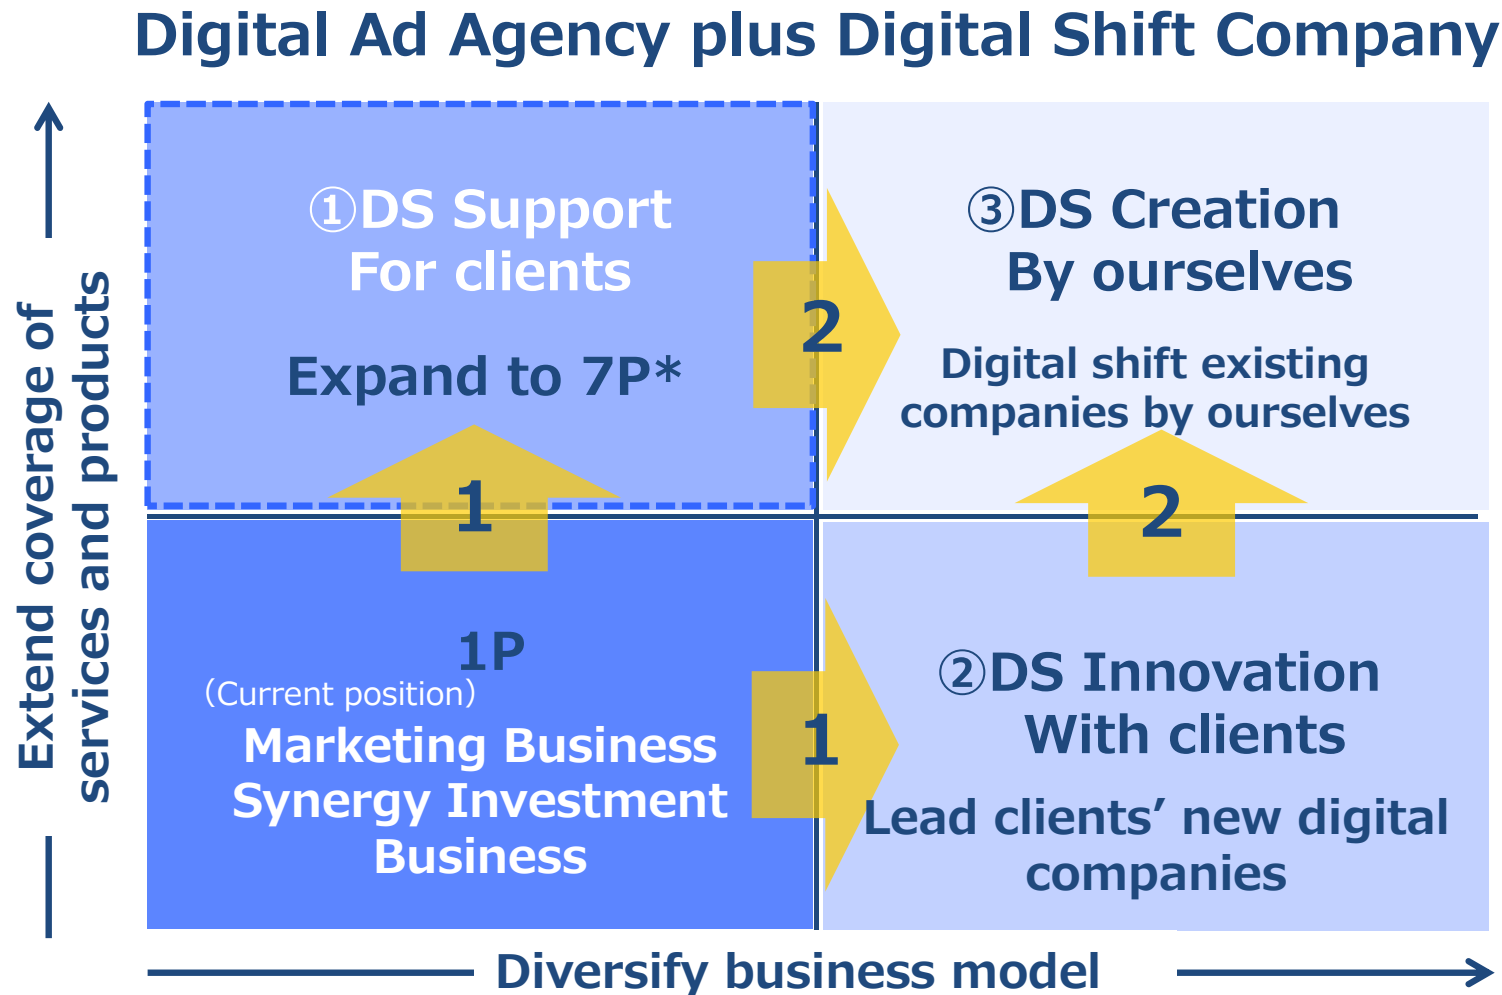 Digital Ad Agency plus Digital Shift Company
Extend coverage of
services and products
①DS Support
For clients
Expand to 7P*
2
③DS Creation
By ourselves
Digital shift existing
companies by ourselves
1
2
1P
(Current position)
Marketing Business
Synergy Investment
Business
1
②DS Innovation
With clients
Lead clients’ new digital
companies
Diversify business model